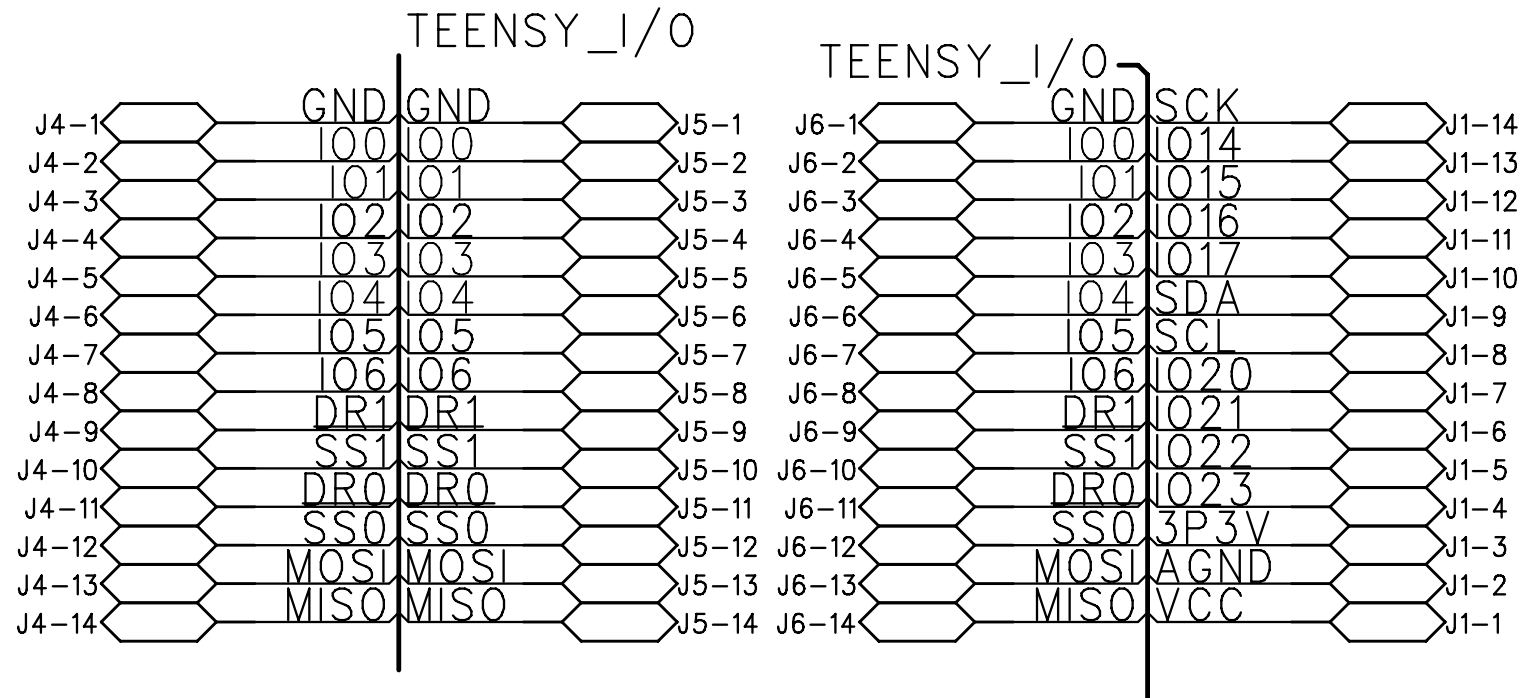 TEENSY_I/O
TEENSY_I/O
J4-1 GND GND J5-1 J6-1 GND SCK J1-14
J4-2 IO0 IO0 J5-2 J6-2 IO0 IO14 J1-13
J4-3 IO1 IO1 J5-3 J6-3 IO1 IO15 J1-12
J4-4 IO2 IO2 J5-4 J6-4 IO2 IO16 J1-11
J4-5 IO3 IO3 J5-5 J6-5 IO3 IO17 J1-10
J4-6 IO4 IO4 J5-6 J6-6 IO4 SDA J1-9
J4-7 IO5 IO5 J5-7 J6-7 IO5 SCL J1-8
J4-8 IO6 IO6 J5-8 J6-8 IO6 IO20 J1-7
J4-9 DR1 DR1 J5-9 J6-9 DR1 IO21 J1-6
J4-10 SS1 SS1 J5-10 J6-10 SS1 IO22 J1-5
J4-11 DR0 DR0 J5-11 J6-11 DR0 IO23 J1-4
J4-12 SS0 SS0 J5-12 J6-12 SS0 3P3V J1-3
J4-13 MOSI MOSI J5-13 J6-13 MOSI AGND J1-2
J4-14 MISO MISO J5-14 J6-14 MISO VCC J1-1